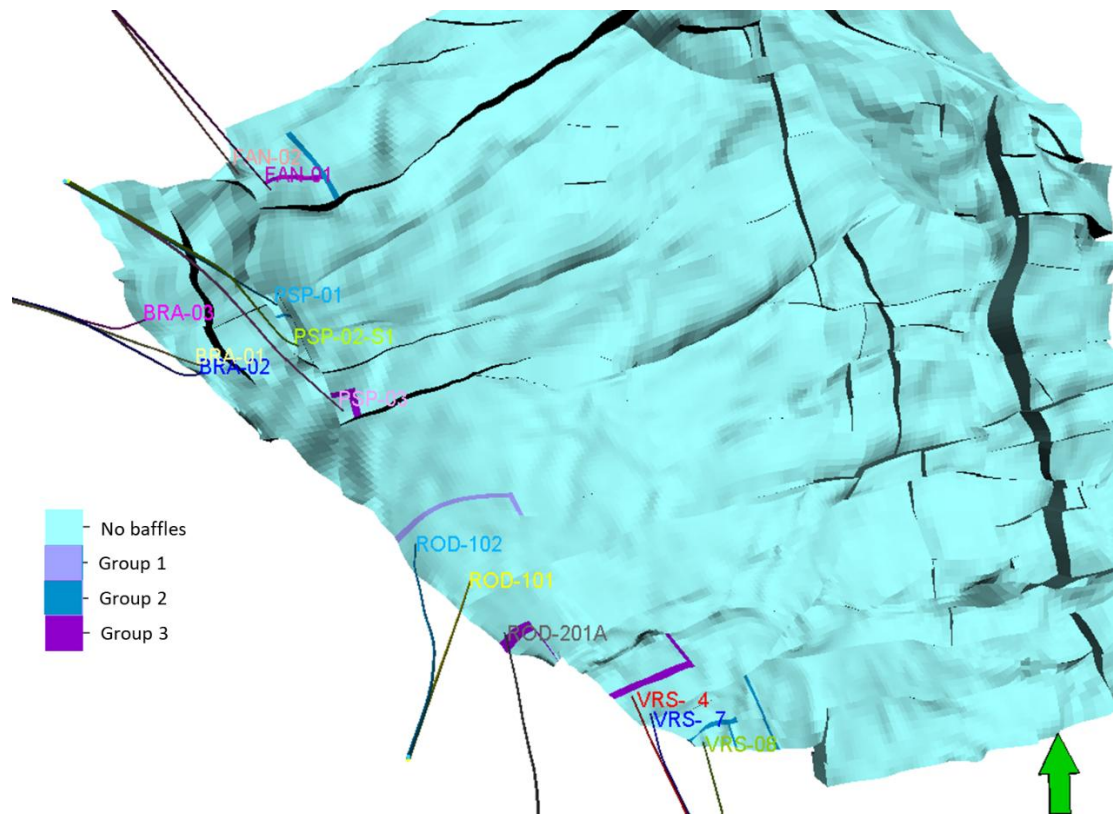 FAN-02
FAN-01
PSP-01
BRA-03
PSP-02-S1
BRA-01
BRA-02
PSP-03
No baffles
Group 1
Group 2
Group 3
ROD-102
ROD-101
ROD-201A
VRS- 4
VRS- 7
VRS-08